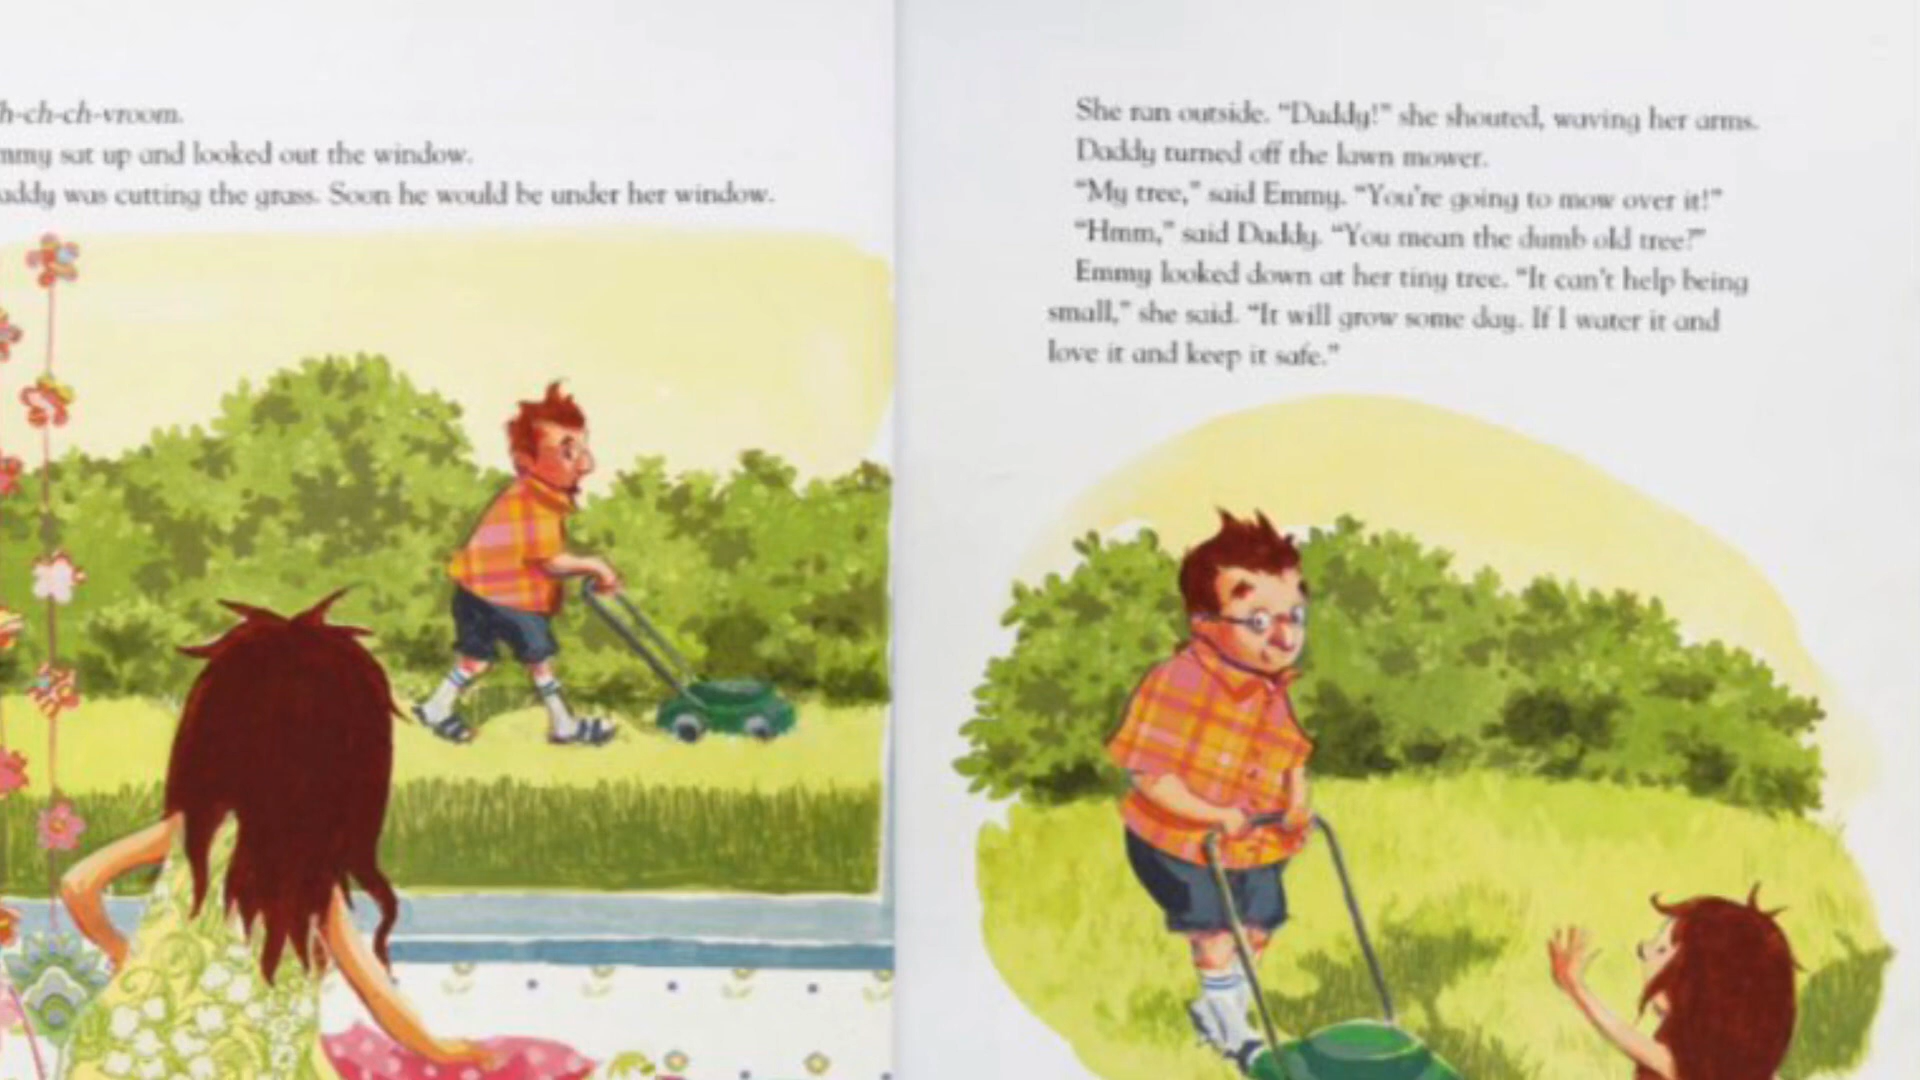 h-ch-ch-vroom.
mmy sat up and looked out the window.
addy was cutting the grass. Soon he would be under her window.
She ran outside. “Daddy!” she shouted, waving her arms.
Daddy turned off the lawn mower.
“My tree,” said Emmy. “You're going to mow over it!”
“Hmm,” said Daddy. “You mean the dumb old tree?”
Emmy looked down at her tiny tree. “It can't help being
small,” she said. “It will grow some day. If I water it and
love it and keep it safe.”